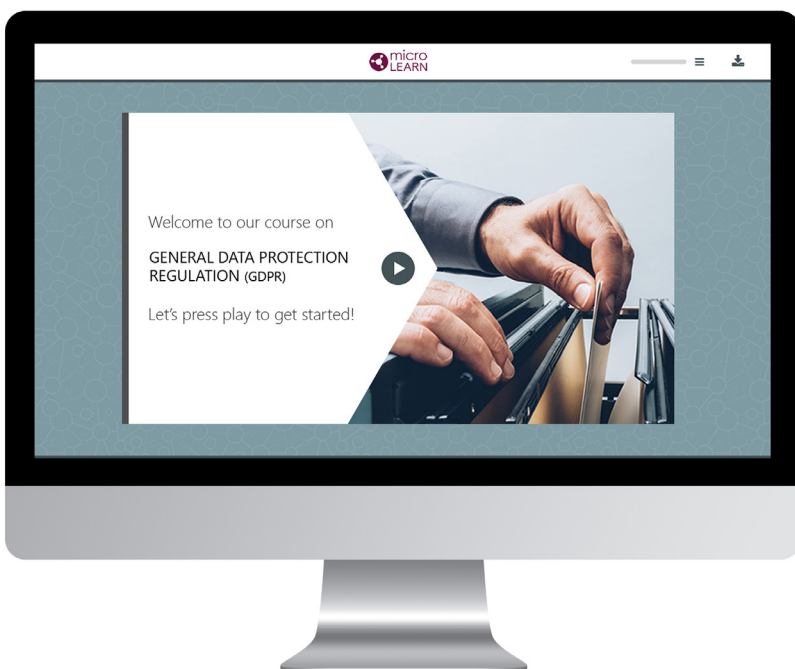 micro
LEARN
Welcome to our course on
GENERAL DATA PROTECTION
REGULATION (GDPR)
Let's press play to get started!